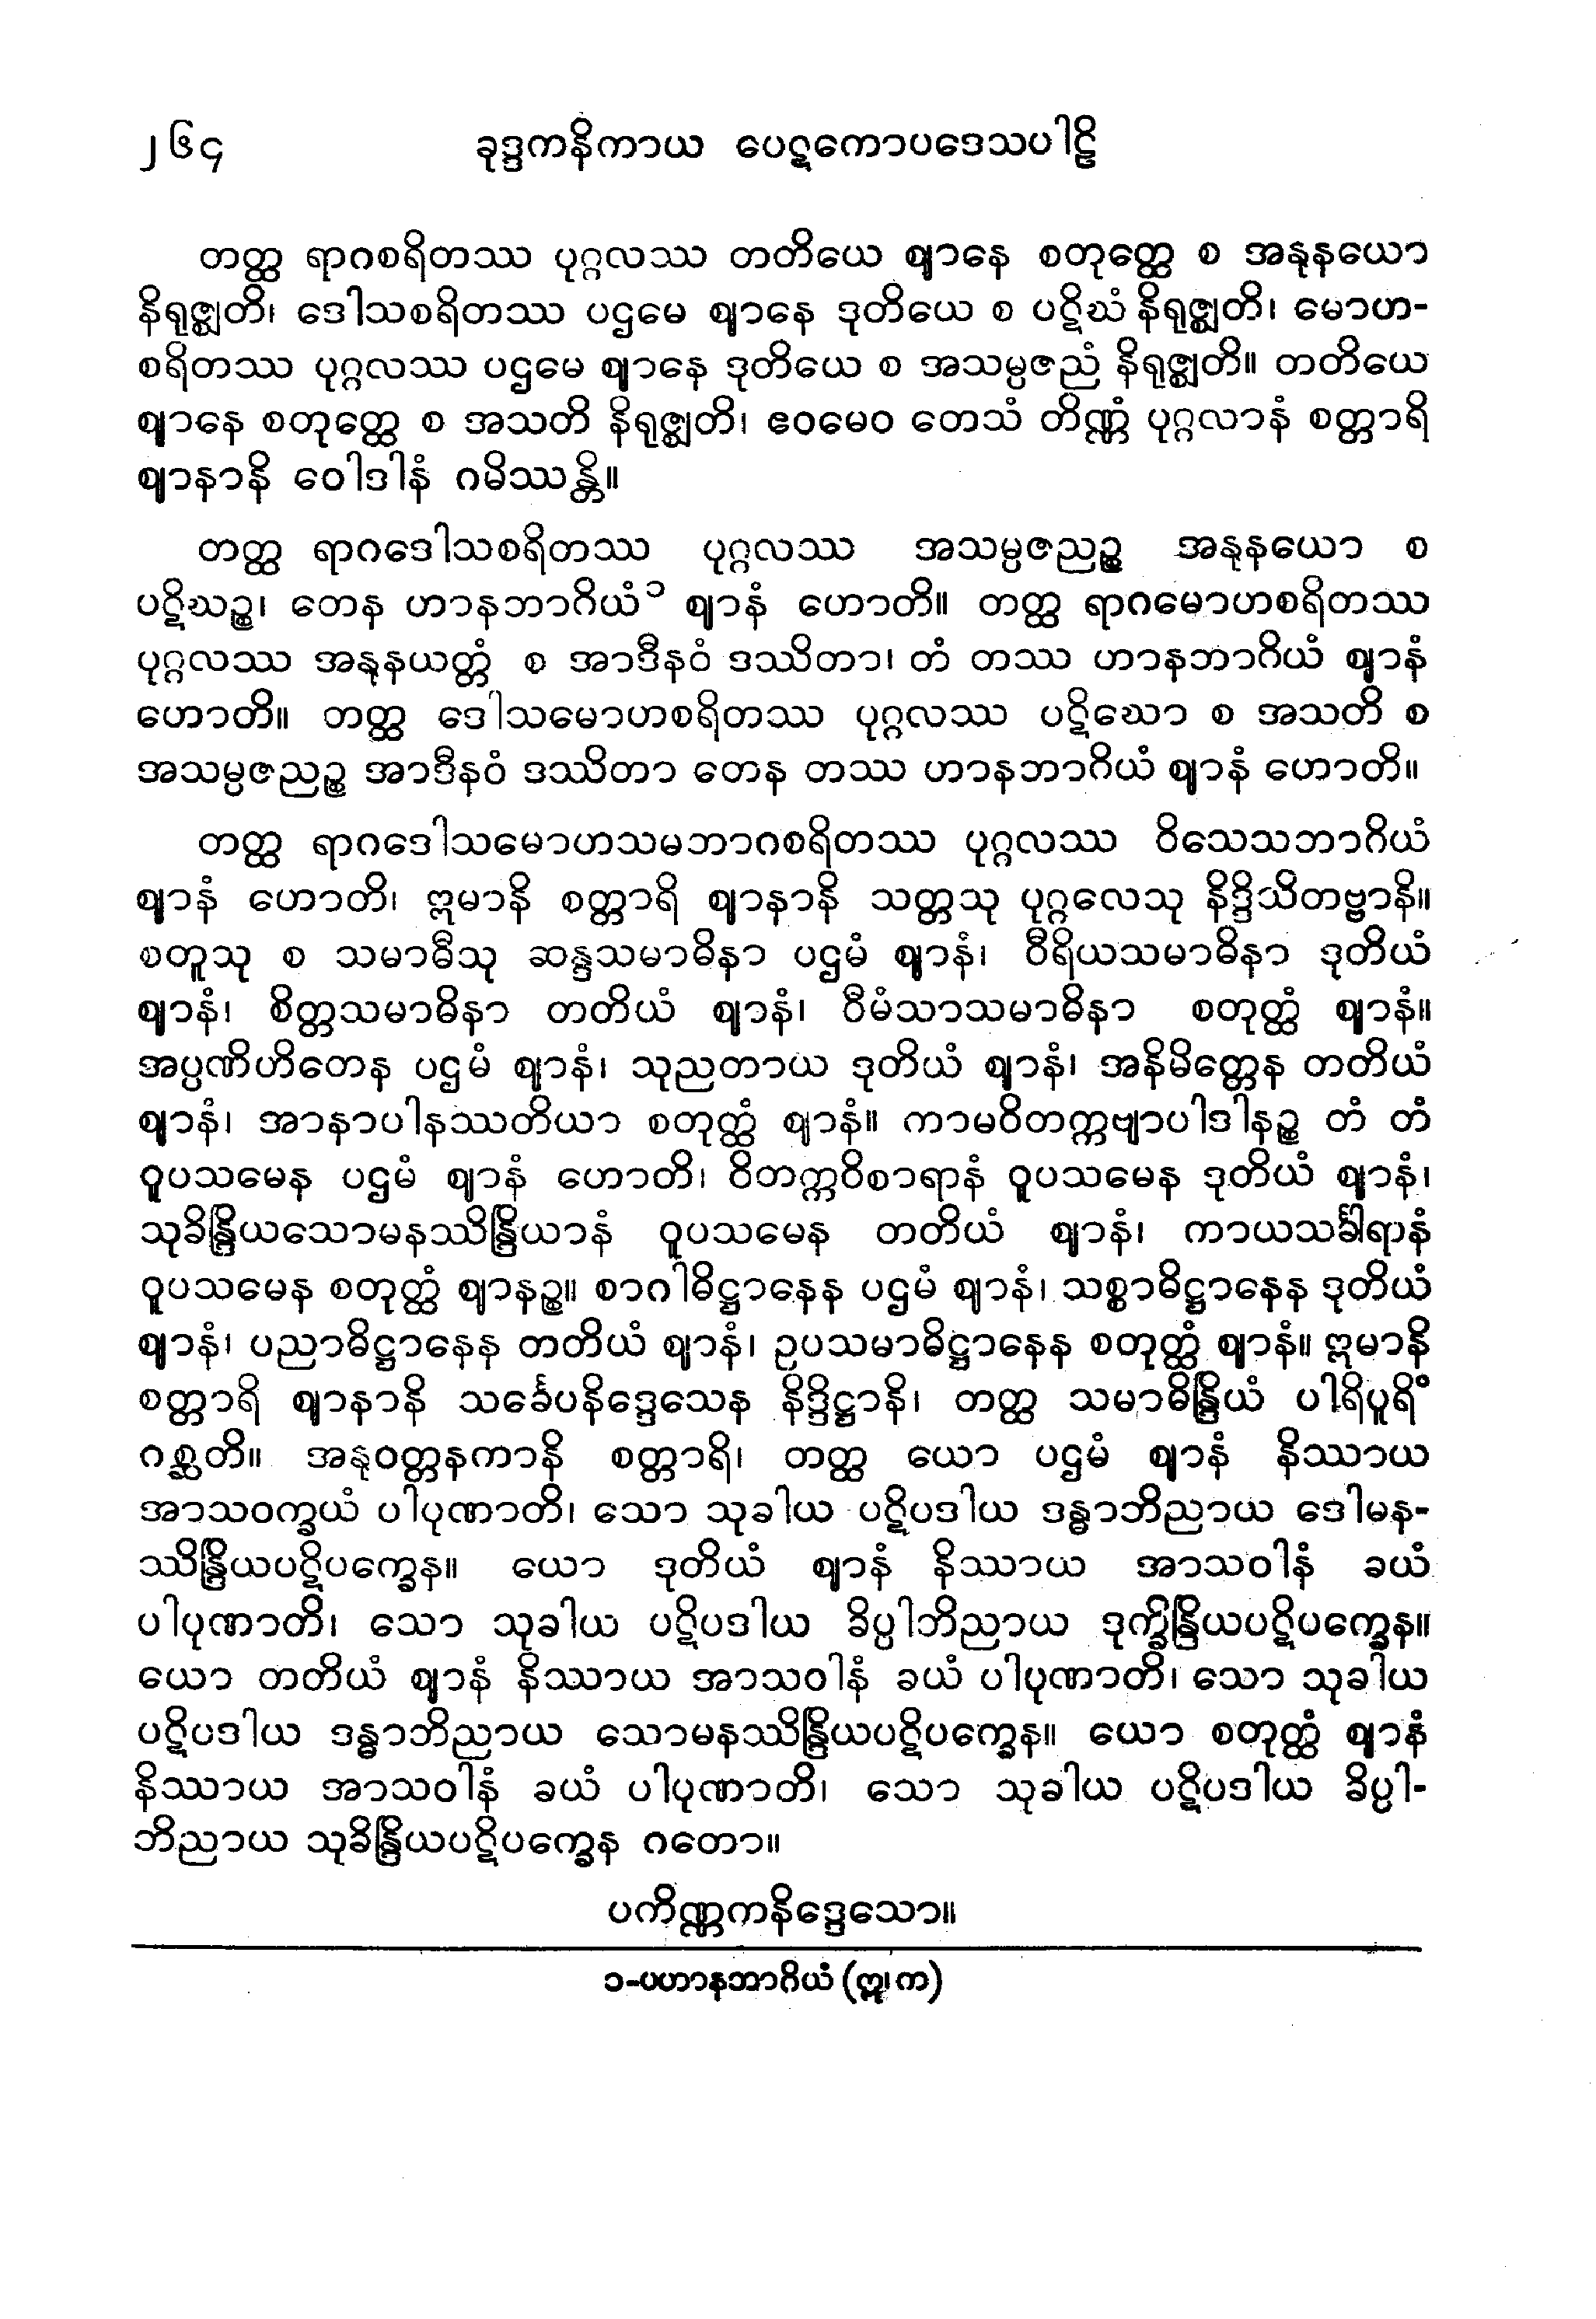 ၂၆၄ ခုဒ္ဒကနိကာယ ပေဋကောပဒေသပါဠိ
တတ္ထ ရာဂစရိတဿ ပုဂ္ဂလဿ တတိယေ ဈာနေ စတုတ္ထေ စ အနုနယော
နိရုဇ္ဈတိ၊ ဒေါသစရိတဿ ပဌမေ ဈာနေ ဒုတိယေ စ ပဋိဃံ နိရုဇ္ဈတိ၊ မောဟ-
စရိတဿ ပုဂ္ဂလဿ ပဌမေ ဈာနေ ဒုတိယေ စ အသမ္ပဇညံ နိရုဇ္ဈတိ။ တတိယေ
ဈာနေ စတုတ္ထေ စ အသတိ နိရုဇ္ဈတိ၊ ဧဝမေဝ တေသံ တိဏ္ဏံ ပုဂ္ဂလာနံ စတ္တာရိ
ဈာနာနိ ဝေါဒါနံ ဂမိဿန္တိ။
တတ္ထ ရာဂဒေါသစရိတဿ ပုဂ္ဂလဿ အသမ္ပဇညဉ္စ အနုနယော စ
ပဋိဃဉ္စ၊ တေန ဟာနဘာဂိယံ၁ ဈာနံ ဟောတိ။ တတ္ထ ရာဂမောဟစရိတဿ
ပုဂ္ဂလဿ အနုနယတ္တံ စ အာဒီနဝံ ဒဿိတာ၊ တံ တဿ ဟာနဘာဂိယံ ဈာနံ
ဟောတိ။ တတ္ထ ဒေါသမောဟစရိတဿ ပုဂ္ဂလဿ ပဋိဃော စ အသတိ စ
အသမ္ပဇညဉ္စ အာဒီနဝံ ဒဿိတာ တေန တဿ ဟာနဘာဂိယံ ဈာနံ ဟောတိ။
တတ္ထ ရာဂဒေါသမောဟသမဘာဂစရိတဿ ပုဂ္ဂလဿ ဝိသေသဘာဂိယံ
ဈာနံ ဟောတိ၊ ဣမာနိ စတ္တာရိ ဈာနာနိ သတ္တသု ပုဂ္ဂလေသု နိဒ္ဒိသိတဗ္ဗာနိ။
စတူသု စ သမာဓီသု ဆန္ဒသမာဓိနာ ပဌမံ ဈာနံ၊ ဝီရိယသမာဓိနာ ဒုတိယံ
ဈာနံ၊ စိတ္တသမာဓိနာ တတိယံ ဈာနံ၊ ဝီမံသာသမာဓိနာ စတုတ္ထံ ဈာနံ။
အပ္ပဏိဟိတေန ပဌမံ ဈာနံ၊ သုညတာယ ဒုတိယံ ဈာနံ၊ အနိမိတ္တေန တတိယံ
ဈာနံ၊ အာနာပါနဿတိယာ စတုတ္ထံ ဈာနံ။ ကာမဝိတက္ကဗျာပါဒါနဉ္စ တံ တံ
ဝူပသမေန ပဌမံ ဈာနံ ဟောတိ၊ ဝိတက္ကဝိစာရာနံ ဝူပသမေန ဒုတိယံ ဈာနံ၊
သုခိန္ဒြိယသောမနဿိန္ဒြိယာနံ ဝူပသမေန တတိယံ ဈာနံ၊ ကာယသင်္ခါရာနံ
ဝူပသမေန စတုတ္ထံ ဈာနဉ္စ။ စာဂါဓိဋ္ဌာနေန ပဌမံ ဈာနံ၊ သစ္စာဓိဋ္ဌာနေန ဒုတိယံ
ဈာနံ၊ ပညာဓိဋ္ဌာနေန တတိယံ ဈာနံ၊ ဥပသမာဓိဋ္ဌာနေန စတုတ္ထံ ဈာနံ။ ဣမာနိ
စတ္တာရိ ဈာနာနိ သင်္ခေပနိဒ္ဒေသေန နိဒ္ဒိဋ္ဌာနိ၊ တတ္ထ သမာဓိန္ဒြိယံ ပါရိပူရိံ
ဂစ္ဆတိ။ အနုဝတ္တနကာနိ စတ္တာရိ၊ တတ္ထ ယော ပဌမံ ဈာနံ နိဿာယ
အာသဝက္ခယံ ပါပုဏာတိ၊ သော သုခါယ ပဋိပဒါယ ဒန္ဓာဘိညာယ ဒေါမန-
ဿိန္ဒြိယပဋိပက္ခေန။ ယော ဒုတိယံ ဈာနံ နိဿာယ အာသဝါနံ ခယံ
ပါပုဏာတိ၊ သော သုခါယ ပဋိပဒါယ ခိပ္ပါဘိညာယ ဒုက္ခိန္ဒြိယပဋိပက္ခေန။
ယော တတိယံ ဈာနံ နိဿာယ အာသဝါနံ ခယံ ပါပုဏာတိ၊ သော သုခါယ
ပဋိပဒါယ ဒန္ဓာဘိညာယ သောမနဿိန္ဒြိယပဋိပက္ခေန။ ယော စတုတ္ထံ ဈာနံ
နိဿာယ အာသဝါနံ ခယံ ပါပုဏာတိ၊ သော သုခါယ ပဋိပဒါယ ခိပ္ပါ-
ဘိညာယ သုခိန္ဒြိယပဋိပက္ခေန ဂတော။
ပကိဏ္ဏကနိဒ္ဒေသော။
၁-ပဟာနဘာဂိယံ (ဣ၊ က)